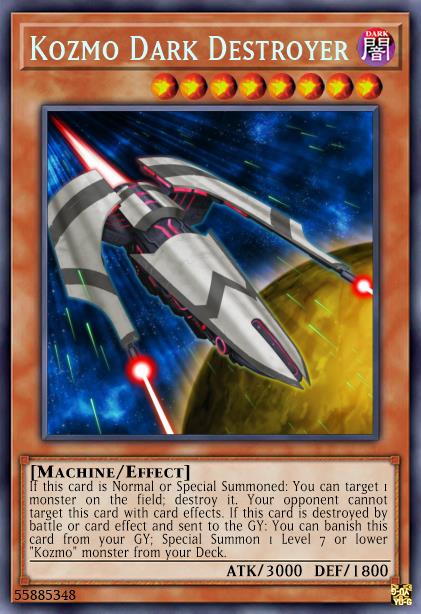 KOZMO DARK DESTROYER
DARK
闇
[MACHINE/EFFECT]
If this card is Normal or Special Summoned: You can target 1
monster on the field; destroy it. Your opponent cannot
target this card with card effects. If this card is destroyed by
battle or card effect and sent to the GY: You can banish this
card from your GY; Special Summon 1 Level 7 or lower
"Kozmo" monster from your Deck.
ATK/3000 DEF/1800
55885348